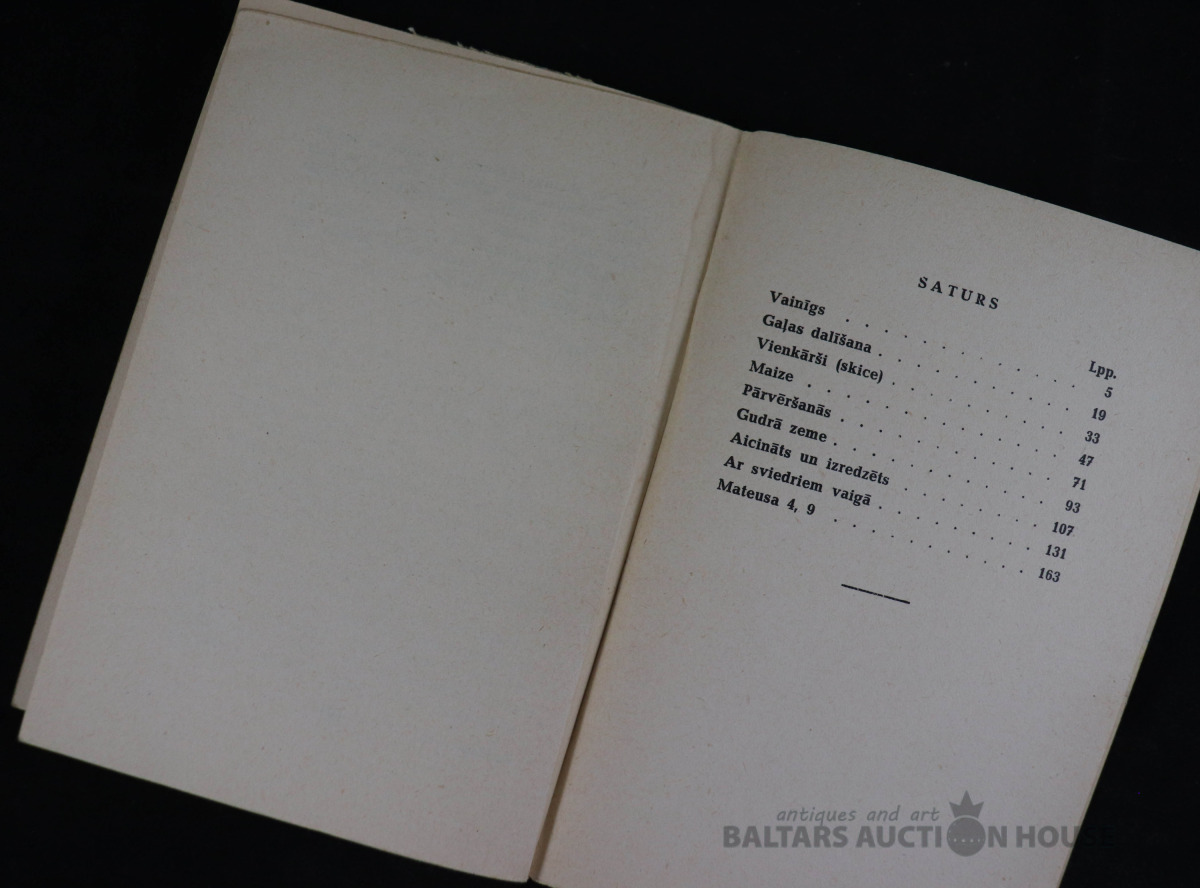 SATURS
Lpp.
Vainīgs . . . . . . . . . . . . 5
Gaļas dalīšana . . . . . . . . . . . 19
Vienkārši (skice) . . . . . . . . . . 33
Maize . . . . . . . . . . . . 47
Pārvēršanās . . . . . . . . . . . 71
Gudrā zeme . . . . . . . . . . . 93
Aicināts un izredzēts . . . . . . . . . 107
Ar sviedriem vaigā . . . . . . . . . 131
Mateusa 4, 9 . . . . . . . . . . . 163
antiques and art
BALTARS AUCTION HOUSE